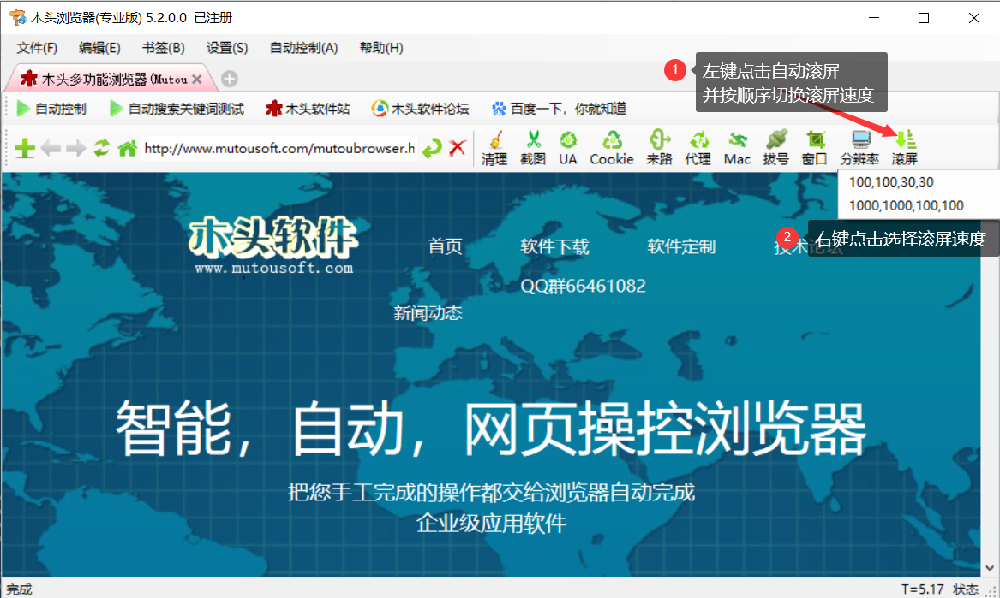 木头浏览器(专业版) 5.2.0.0 已注册
文件(F) 编辑(E) 书签(B) 设置(S) 自动控制(A) 帮助(H)
木头多功能浏览器(Mutou
1
左键点击自动滚屏
并按顺序切换滚屏速度
自动控制 自动搜索关键词测试 木头软件站 木头软件论坛 百度一下，你就知道
http://www.mutousoft.com/mutoubrowser.h
清理 截图 UA Cookie 来路 代理 Mac 拔号 窗口 分辨率 滚屏
100,100,30,30
1000,1000,100,100
2
右键点击选择滚屏速度
木头软件
www.mutousoft.com
首页 软件下载 软件定制 技术论坛
QQ群66461082
新闻动态
智能，自动，网页操控浏览器
把您手工完成的操作都交给浏览器自动完成
企业级应用软件
完成 T=5.17 状态